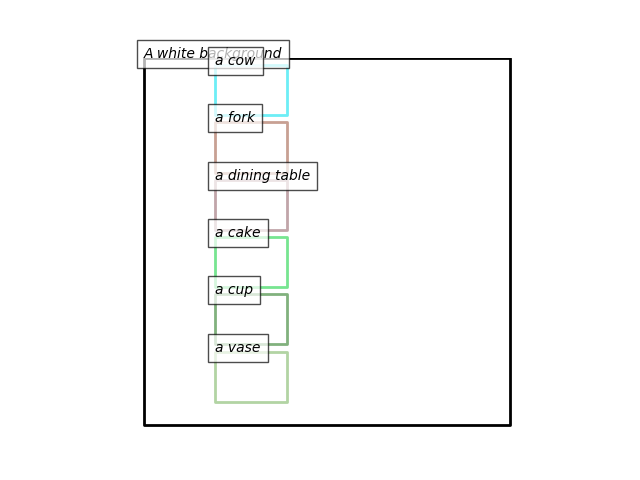 A white background
a cow
a fork
a dining table
a cake
a cup
a vase